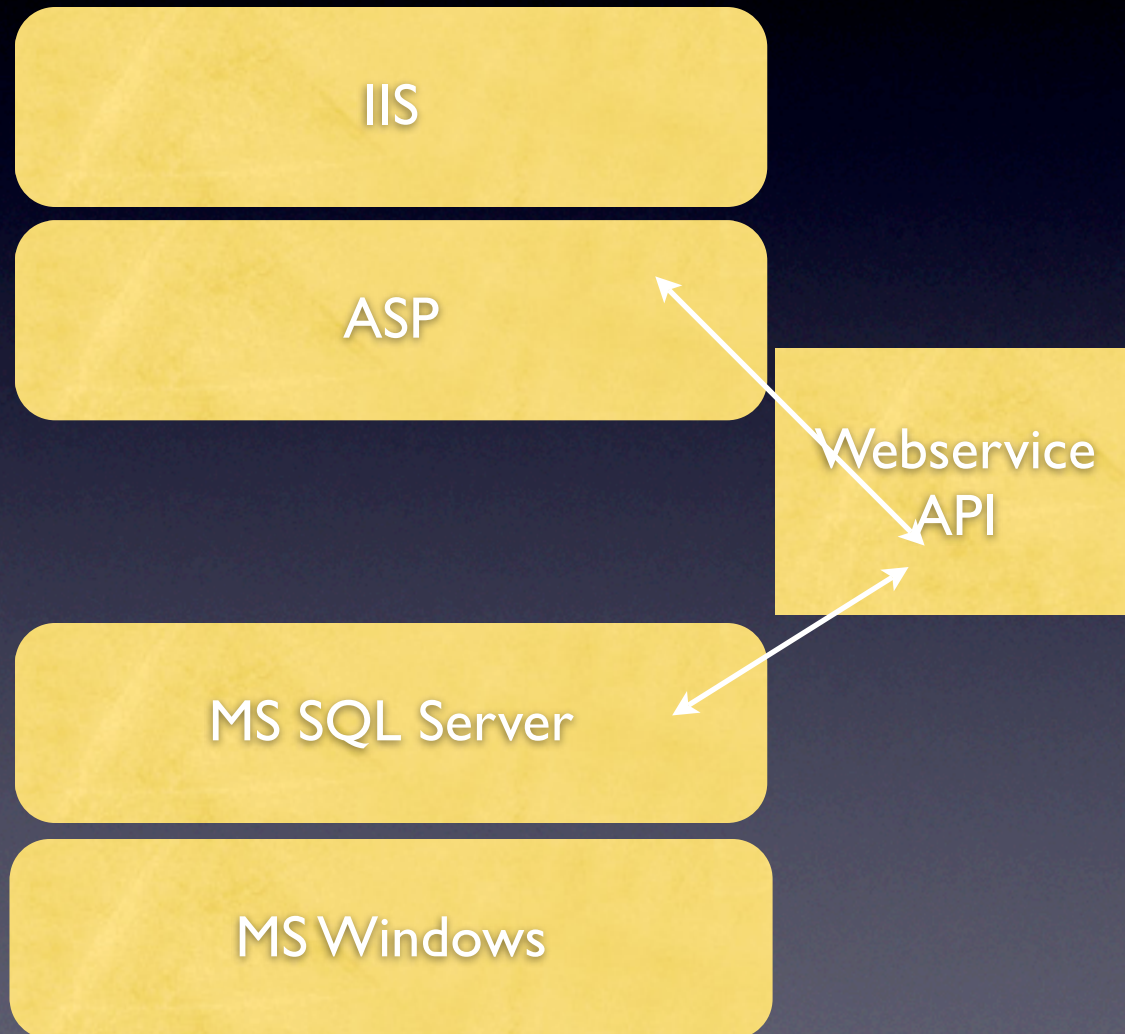 IIS
ASP
Webservice
API
MS SQL Server
MS Windows